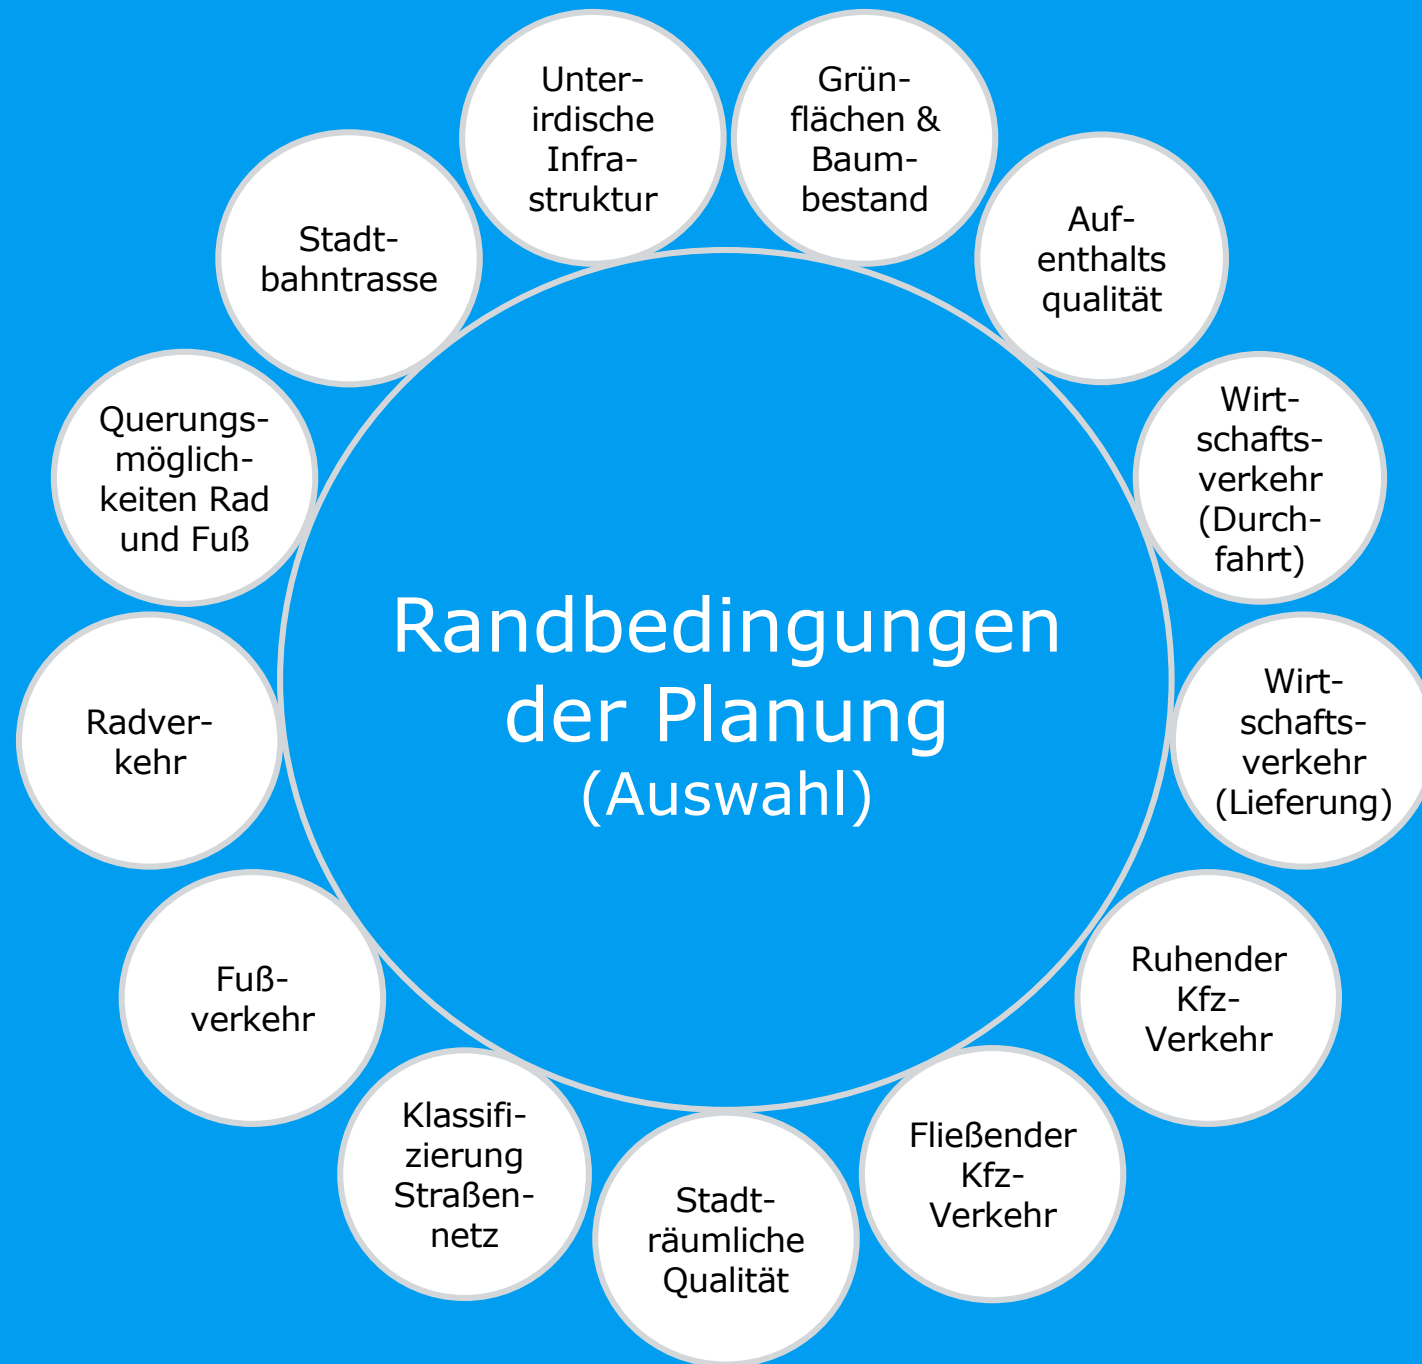 Unter-
irdische
Infra-
struktur
Grün-
flächen &
Baum-
bestand
Auf-
enthalts
qualität
Wirt-
schafts-
verkehr
(Durch-
fahrt)
Wirt-
schafts-
verkehr
(Lieferung)
Ruhender
Kfz-
Verkehr
Fließender
Kfz-
Verkehr
Stadt-
räumliche
Qualität
Klassifi-
zierung
Straßen-
netz
Fuß-
verkehr
Radver-
kehr
Querungs-
möglich-
keiten Rad
und Fuß
Stadt-
bahntrasse
Randbedingungen
der Planung
(Auswahl)